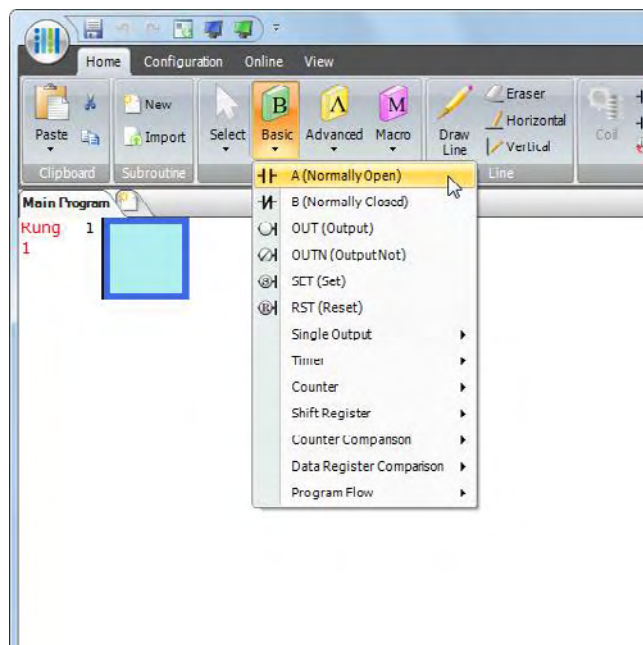 Home Configuration Online View
Paste
New
Import
Select
Basic
Advanced
Macro
Draw Line
Eraser
Horizontal
Vertical
Coil
Clipboard
Subroutine
Line
A (Normally Open)
B (Normally Closed)
OUT (Output)
OUTN (OutputNot)
SET (Set)
RST (Reset)
Single Output
Timer
Counter
Shift Register
Counter Comparison
Data Register Comparison
Program Flow
Main Program
Rung 1
1
B
A
M